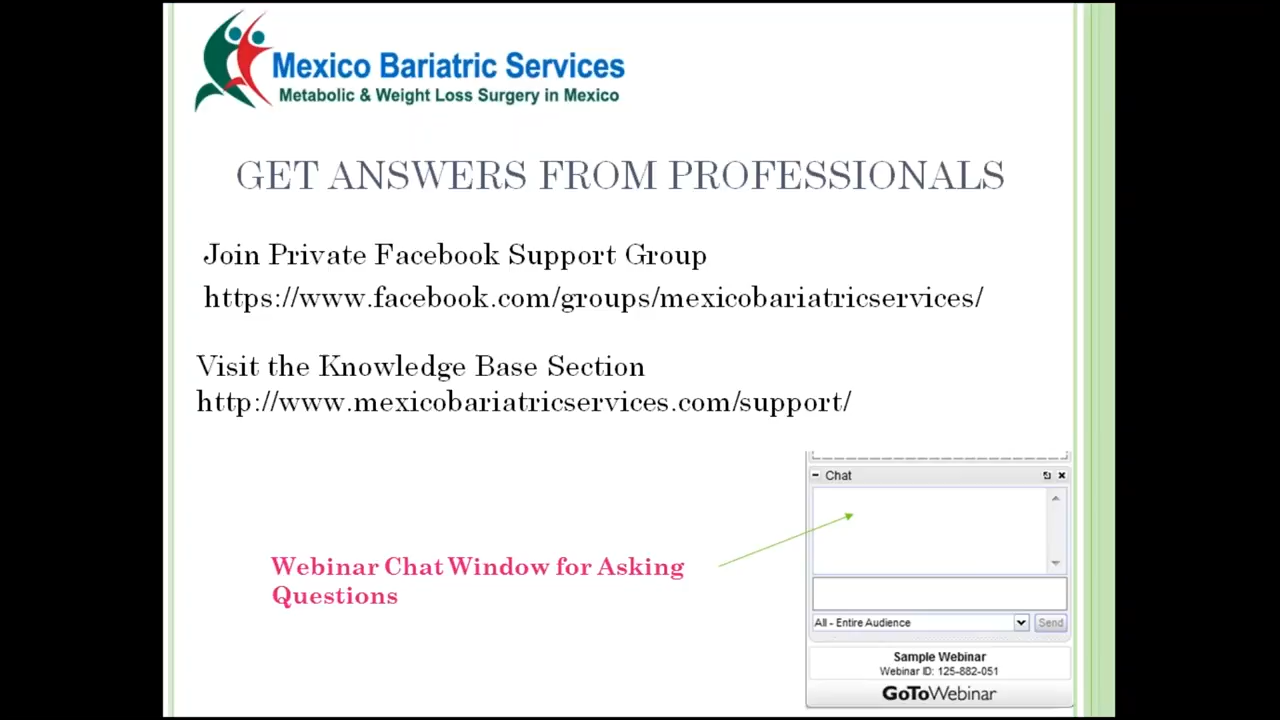 Mexico Bariatric Services
Metabolic & Weight Loss Surgery in Mexico
GET ANSWERS FROM PROFESSIONALS
Join Private Facebook Support Group
https://www.facebook.com/groups/mexicobariatricservices/
Visit the Knowledge Base Section
http://www.mexicobariatricservices.com/support/
Webinar Chat Window for Asking
Questions
Chat
All - Entire Audience
Send
Sample Webinar
Webinar ID: 125-882-051
GoToWebinar